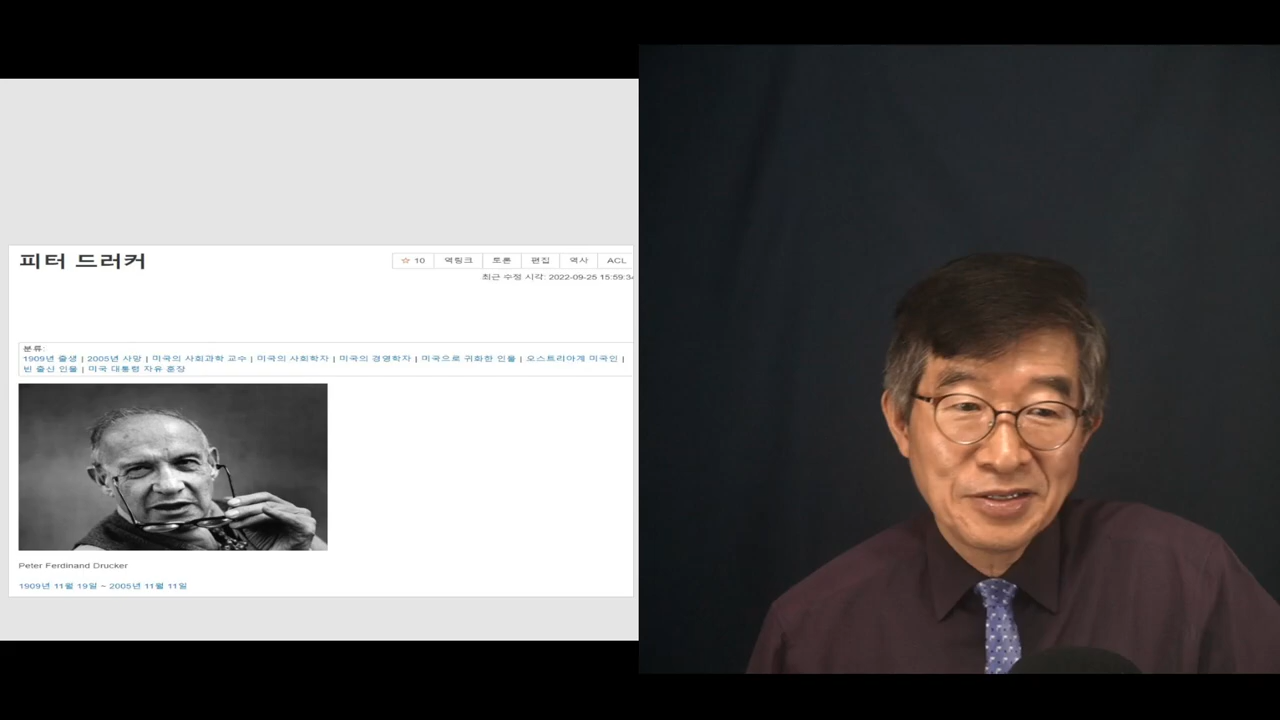 피터 드러커
☆ 10 역링크 토론 편집 역사 ACL
최근 수정 시각: 2022-09-25 15:59:34
분류:
1909년 출생 | 2005년 사망 | 미국의 사회과학 교수 | 미국의 사회학자 | 미국의 경영학자 | 미국으로 귀화한 인물 | 오스트리아계 미국인 |
빈 출신 인물 | 미국 대통령 자유 훈장
Peter Ferdinand Drucker
1909년 11월 19일 ~ 2005년 11월 11일